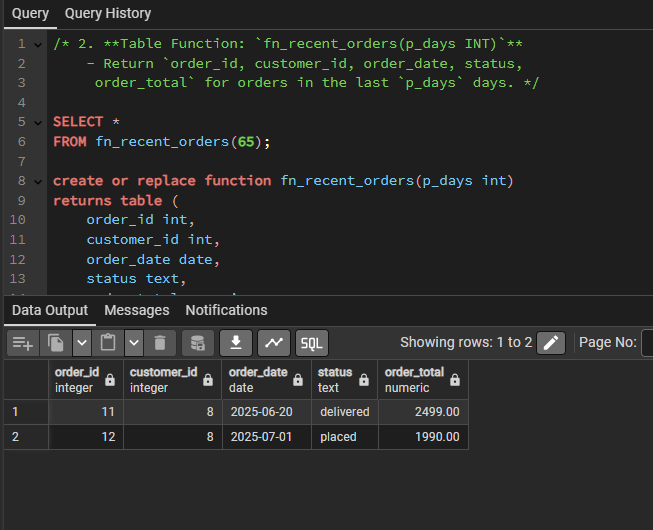 Query Query History
1 /* 2. **Table Function: `fn_recent_orders(p_days INT)`**
2 - Return `order_id, customer_id, order_date, status,
3 order_total` for orders in the last `p_days` days. */
4
5 SELECT *
6 FROM fn_recent_orders(65);
7
8 create or replace function fn_recent_orders(p_days int)
9 returns table (
10 order_id int,
11 customer_id int,
12 order_date date,
13 status text,
Data Output Messages Notifications
SQL Showing rows: 1 to 2 Page No:
order_id customer_id order_date status order_total
integer integer date text numeric
1 11 8 2025-06-20 delivered 2499.00
2 12 8 2025-07-01 placed 1990.00